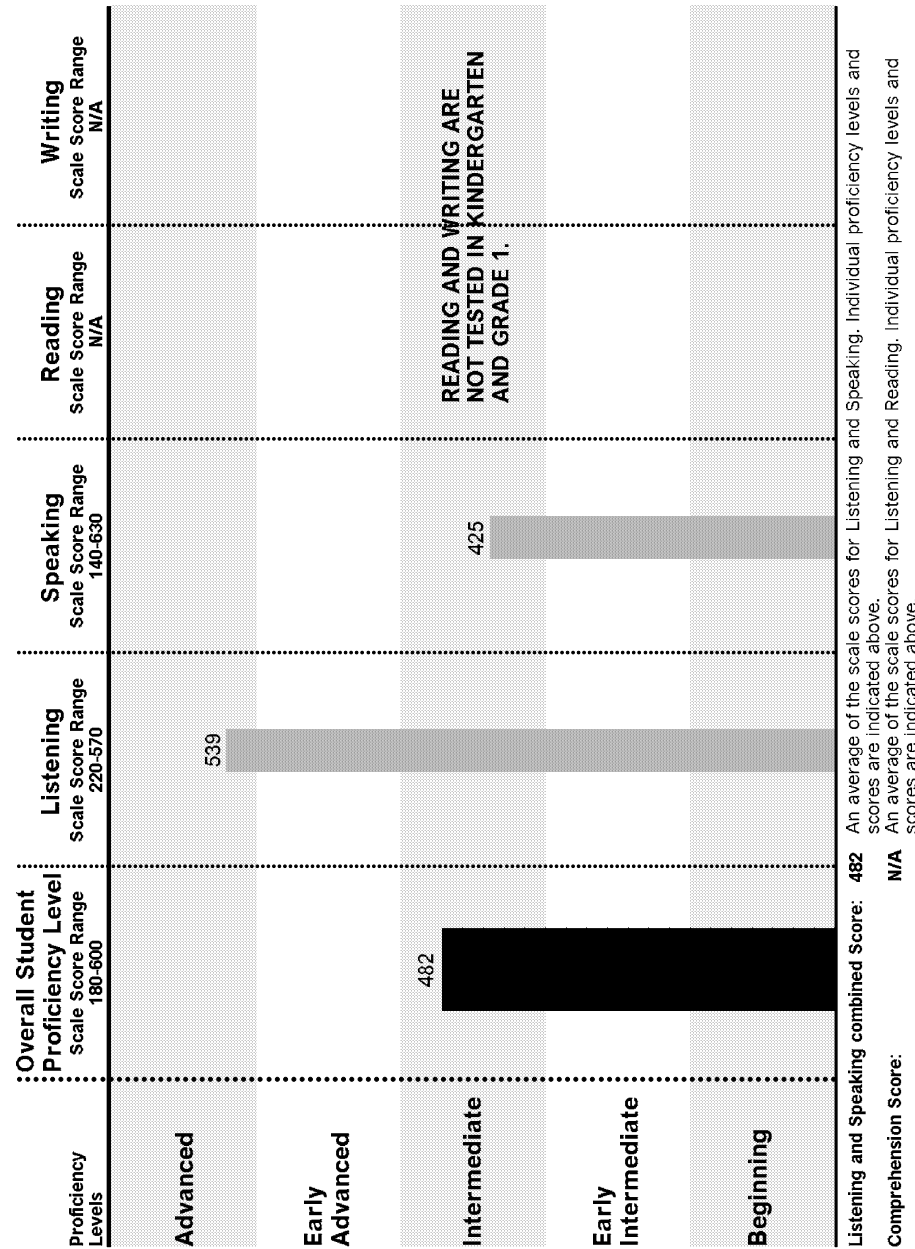 Proficiency
Levels
Overall Student
Proficiency Level
Scale Score Range
180-600
Listening
Scale Score Range
220-570
Speaking
Scale Score Range
140-630
Reading
Scale Score Range
N/A
Writing
Scale Score Range
N/A
Advanced
Early
Advanced
Intermediate
Early
Intermediate
Beginning
482
539
425
READING AND WRITING ARE
NOT TESTED IN KINDERGARTEN
AND GRADE 1.
Listening and Speaking combined Score: 482 An average of the scale scores for Listening and Speaking. Individual proficiency levels and
scores are indicated above.
Comprehension Score: N/A An average of the scale scores for Listening and Reading. Individual proficiency levels and
scores are indicated above